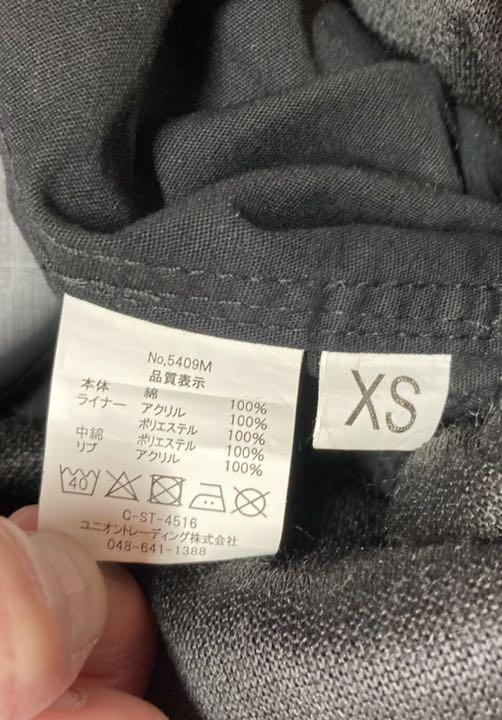 No,5409M
品質表示
本体 綿 100%
ライナー アクリル 100%
ポリエステル 100%
中綿 ポリエステル 100%
リブ アクリル 100%
40
C-ST-4516
ユニオントレーディング株式会社
048-641-1388
XS